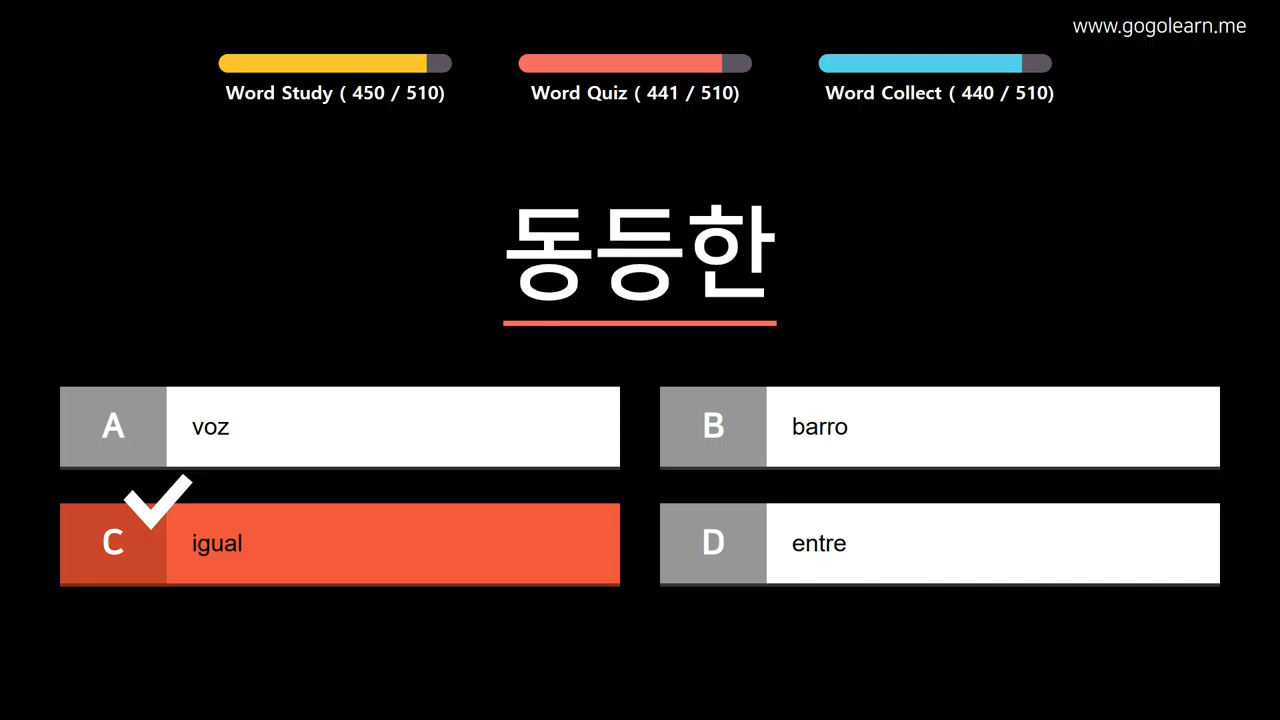 www.gogolearn.me
Word Study ( 450 / 510)
Word Quiz ( 441 / 510)
Word Collect ( 440 / 510)
동등한
A voz
B barro
C igual
D entre